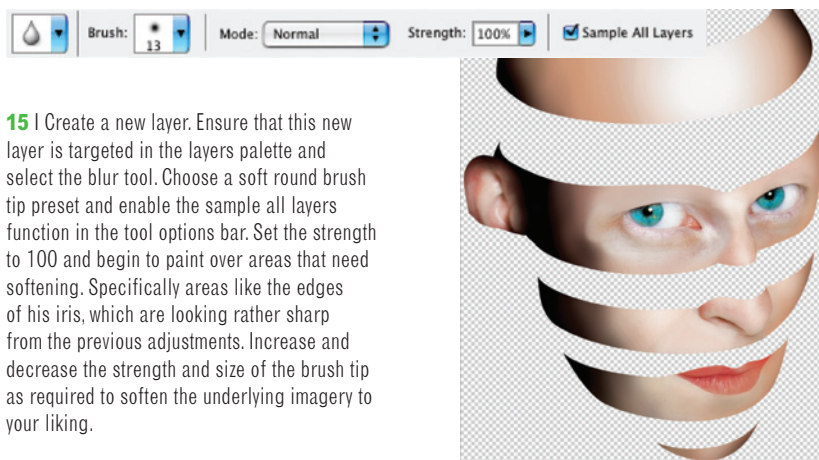 Brush: 13 Mode: Normal Strength: 100% Sample All Layers
15 | Create a new layer. Ensure that this new
layer is targeted in the layers palette and
select the blur tool. Choose a soft round brush
tip preset and enable the sample all layers
function in the tool options bar. Set the strength
to 100 and begin to paint over areas that need
softening. Specifically areas like the edges
of his iris, which are looking rather sharp
from the previous adjustments. Increase and
decrease the strength and size of the brush tip
as required to soften the underlying imagery to
your liking.